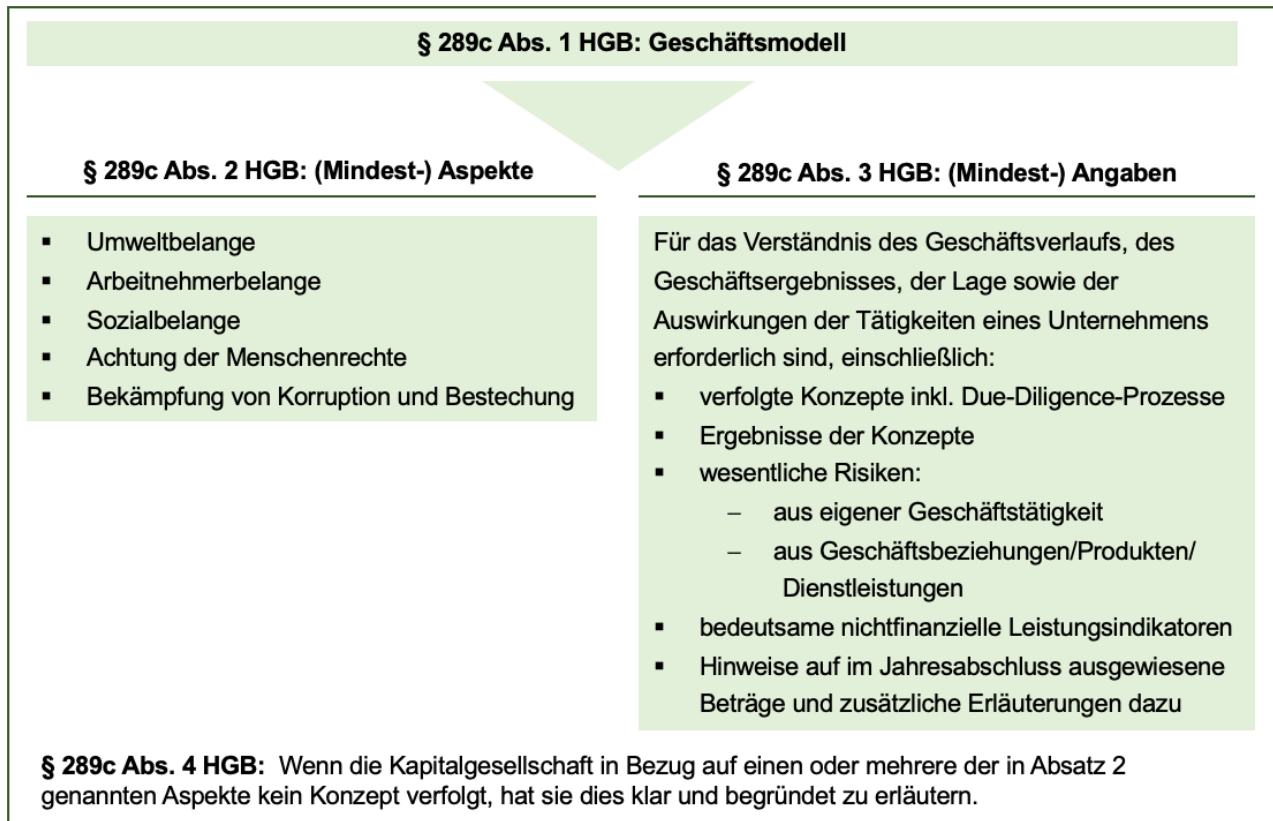 § 289c Abs. 1 HGB: Geschäftsmodell
§ 289c Abs. 2 HGB: (Mindest-) Aspekte
▪ Umweltbelange
▪ Arbeitnehmerbelange
▪ Sozialbelange
▪ Achtung der Menschenrechte
▪ Bekämpfung von Korruption und Bestechung
§ 289c Abs. 3 HGB: (Mindest-) Angaben
Für das Verständnis des Geschäftsverlaufs, des
Geschäftsergebnisses, der Lage sowie der
Auswirkungen der Tätigkeiten eines Unternehmens
erforderlich sind, einschließlich:
▪ verfolgte Konzepte inkl. Due-Diligence-Prozesse
▪ Ergebnisse der Konzepte
▪ wesentliche Risiken:
– aus eigener Geschäftstätigkeit
– aus Geschäftsbeziehungen/Produkten/
Dienstleistungen
▪ bedeutsame nichtfinanzielle Leistungsindikatoren
▪ Hinweise auf im Jahresabschluss ausgewiesene
Beträge und zusätzliche Erläuterungen dazu
§ 289c Abs. 4 HGB: Wenn die Kapitalgesellschaft in Bezug auf einen oder mehrere der in Absatz 2
genannten Aspekte kein Konzept verfolgt, hat sie dies klar und begründet zu erläutern.